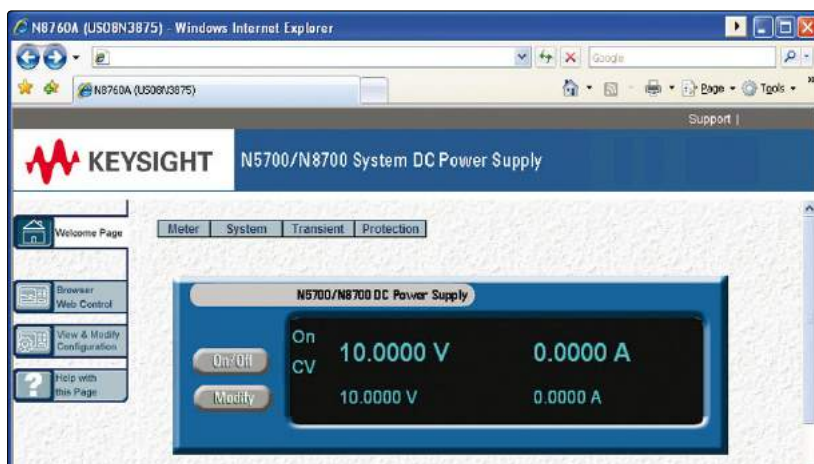 N8760A (US08N3875) - Windows Internet Explorer
Google
N8760A (US08N3875)
Page
Tools
Support |
KEYSIGHT
N5700/N8700 System DC Power Supply
Welcome Page
Meter
System
Transient
Protection
Browser
Web Control
View & Modify
Configuration
Help with
this Page
N5700/N8700 DC Power Supply
On/Off
Modify
On
CV
10.0000 V
0.0000 A
10.0000 V
0.0000 A